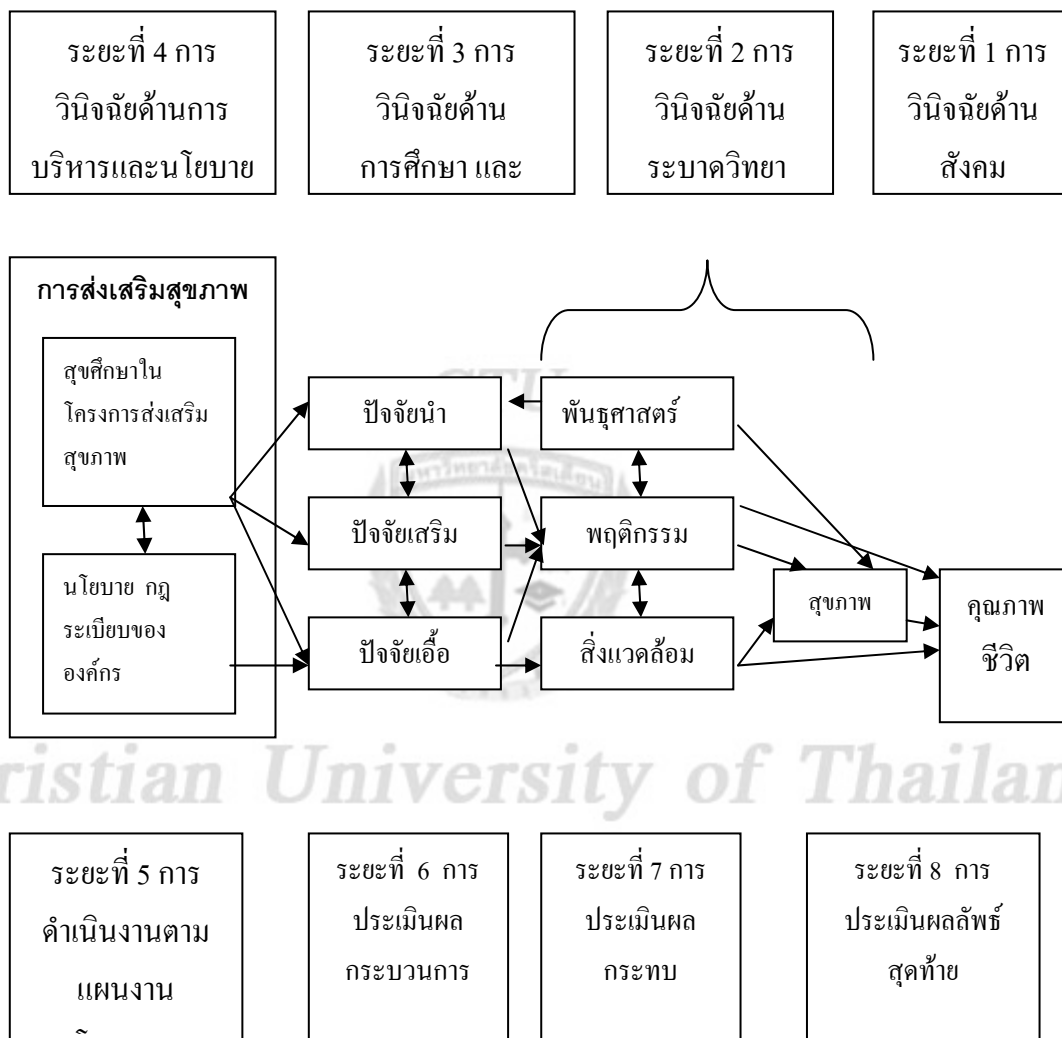 ระยะที่ 4 การ
วินิจฉัยด้านการ
บริหารและนโยบาย
ระยะที่ 3 การ
วินิจฉัยด้าน
การศึกษา และ
ระยะที่ 2 การ
วินิจฉัยด้าน
ระบาดวิทยา
ระยะที่ 1 การ
วินิจฉัยด้าน
สังคม
การส่งเสริมสุขภาพ
สุขศึกษาใน
โครงการส่งเสริม
สุขภาพ
นโยบาย กฎ
ระเบียบของ
องค์กร
ปัจจัยนำ
ปัจจัยเสริม
ปัจจัยเอื้อ
พันธุศาสตร์
พฤติกรรม
สิ่งแวดล้อม
สุขภาพ
คุณภาพ
ชีวิต
ristian University of Thailan
ระยะที่ 5 การ
ดำเนินงานตาม
แผนงาน
ระยะที่ 6 การ
ประเมินผล
กระบวนการ
ระยะที่ 7 การ
ประเมินผล
กระทบ
ระยะที่ 8 การ
ประเมินผลลัพธ์
สุดท้าย